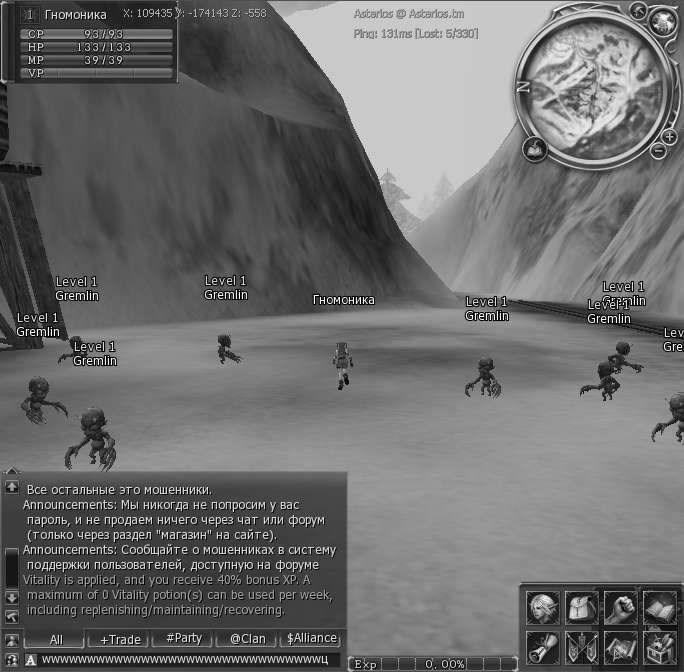 1 Гномоника X: 109435 Y: -174143 Z: -558
Asterios @ Asterios.tm
CP 93/93
HP 133/133
MP 39/39
VP
Ping: 131ms [Lost: 5/330]
N
Level 1
Gremlin
Level 1
Gremlin
Гномоника
Level 1
Gremlin
Level 1
Gremlin
Level 1
Gremlin
Gre
Level 1
Gremlin
Level 1
Gremlin
Все остальные это мошенники.
Announcements: Мы никогда не попросим у вас
пароль, и не продаем ничего через чат или форум
(только через раздел "магазин" на сайте).
Announcements: Сообщайте о мошенниках в систему
поддержки пользователей, доступную на форуме
Vitality is applied, and you receive 40% bonus XP. A
maximum of 0 Vitality potion(s) can be used per week,
including replenishing/maintaining/recovering.
All +Trade #Party @Clan $Alliance
A wwwwwwwwwwwwwwwwwwwwwwwwwwwwwwц
Exp 0.00%